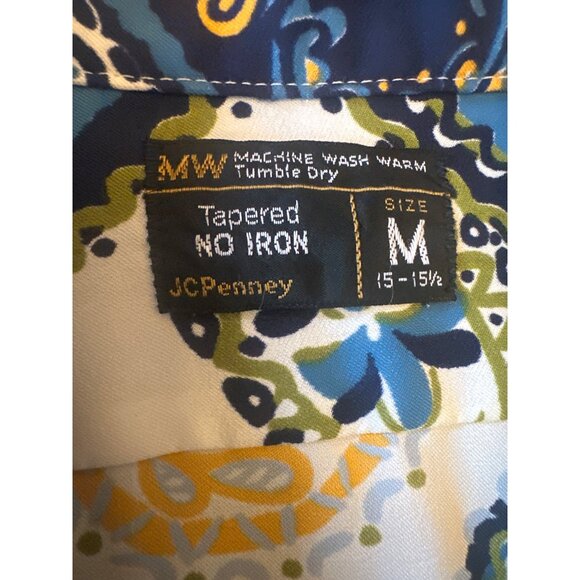 MW MACHINE WASH WARM
Tumble Dry
Tapered
NO IRON
JCPenney
SIZE
M
15-15½